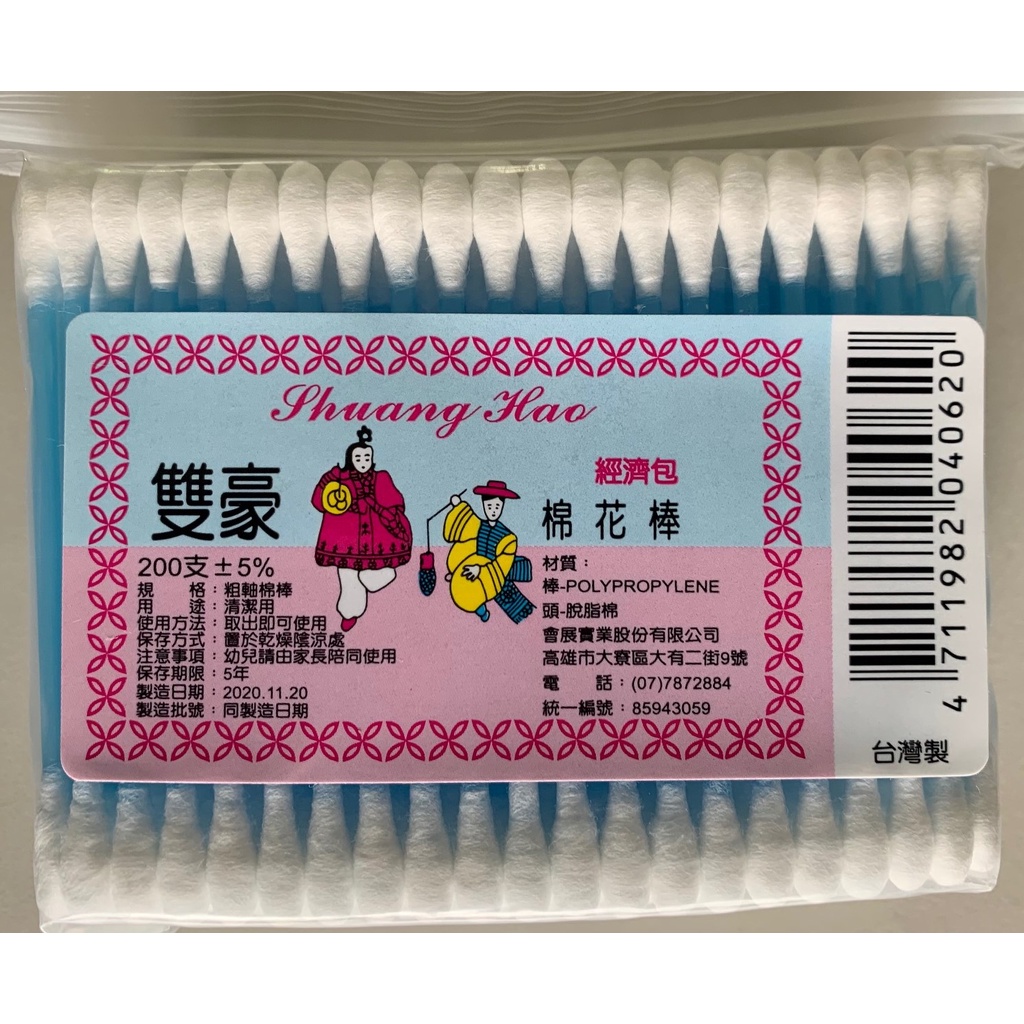 Shuang Hao
雙豪
經濟包
棉花棒
200支±5%
規　　格：粗軸棉棒
用　　途：清潔用
使用方法：取出即可使用
保存方式：置於乾燥陰涼處
注意事項：幼兒請由家長陪同使用
保存期限：5年
製造日期：2020.11.20
製造批號：同製造日期
材質：
棒-POLYPROPYLENE
頭-脫脂棉
會展實業股份有限公司
高雄市大寮區大有二街9號
電　　話：(07)7872884
統一編號：85943059
4711982040620
台灣製